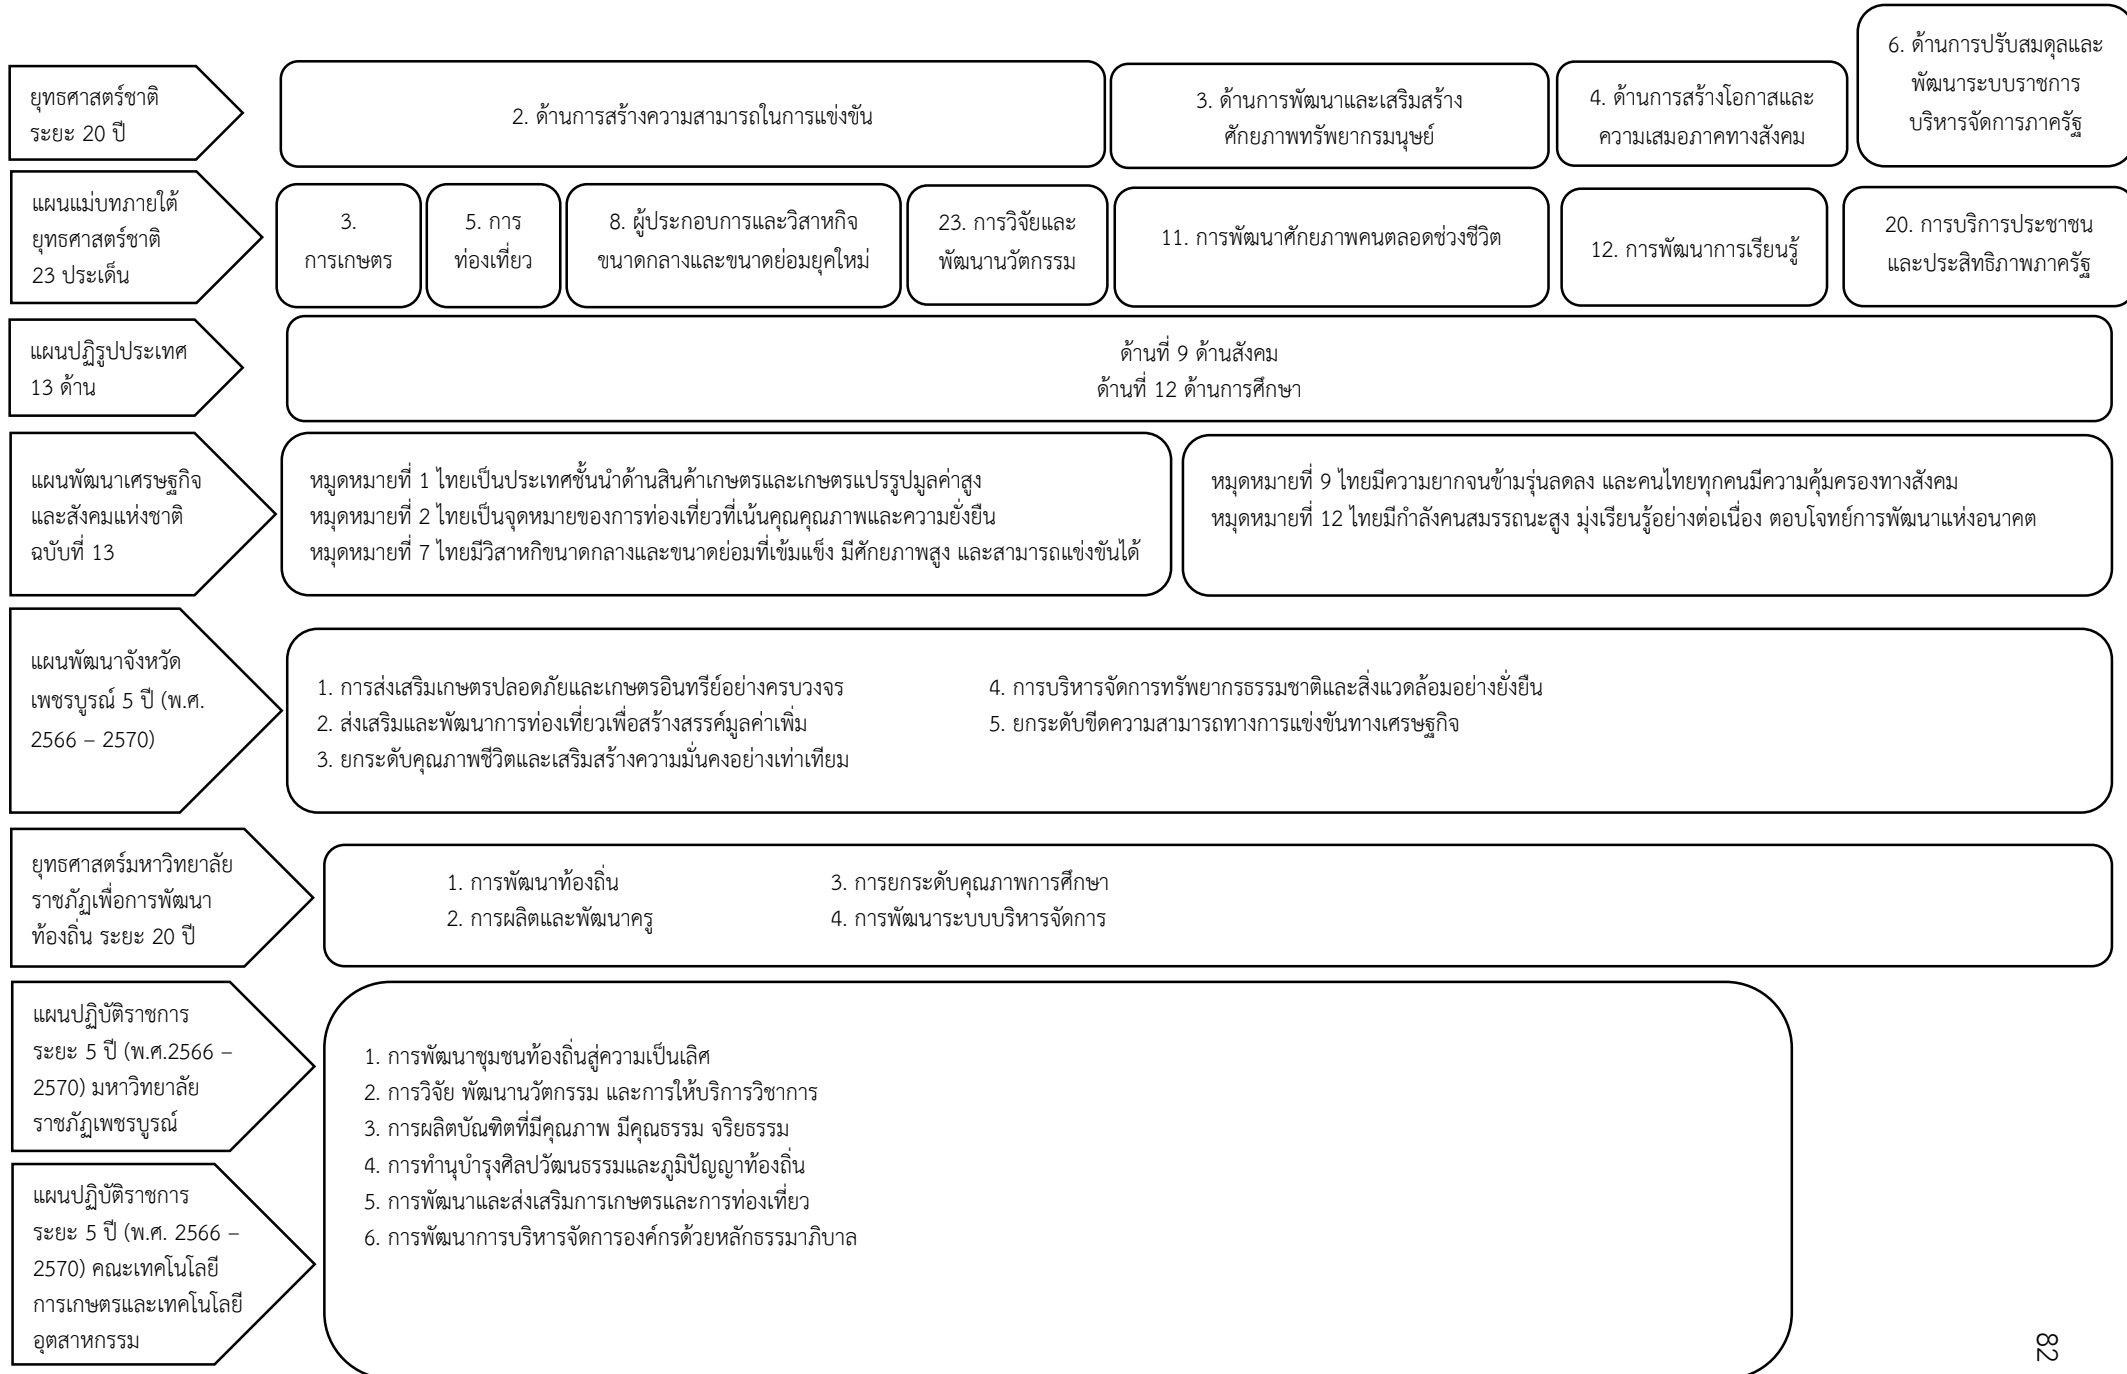 ยุทธศาสตร์ชาติ
ระยะ 20 ปี
2. ด้านการสร้างความสามารถในการแข่งขัน
3. ด้านการพัฒนาและเสริมสร้าง
ศักยภาพทรัพยากรมนุษย์
4. ด้านการสร้างโอกาสและ
ความเสมอภาคทางสังคม
6. ด้านการปรับสมดุลและ
พัฒนาระบบราชการ
บริหารจัดการภาครัฐ
แผนแม่บทภายใต้
ยุทธศาสตร์ชาติ
23 ประเด็น
3.
การเกษตร
5. การ
ท่องเที่ยว
8. ผู้ประกอบการและวิสาหกิจ
ขนาดกลางและขนาดย่อมยุคใหม่
23. การวิจัยและ
พัฒนานวัตกรรม
11. การพัฒนาศักยภาพคนตลอดช่วงชีวิต
12. การพัฒนาการเรียนรู้
20. การบริการประชาชน
และประสิทธิภาพภาครัฐ
แผนปฏิรูปประเทศ
13 ด้าน
ด้านที่ 9 ด้านสังคม
ด้านที่ 12 ด้านการศึกษา
แผนพัฒนาเศรษฐกิจ
และสังคมแห่งชาติ
ฉบับที่ 13
หมูดหมายที่ 1 ไทยเป็นประเทศชั้นนำด้านสินค้าเกษตรและเกษตรแปรรูปมูลค่าสูง
หมุดหมายที่ 2 ไทยเป็นจุดหมายของการท่องเที่ยวที่เน้นคุณคุณภาพและความยั่งยืน
หมุดหมายที่ 7 ไทยมีวิสาหกิขนาดกลางและขนาดย่อมที่เข้มแข็ง มีศักยภาพสูง และสามารถแข่งขันได้
หมุดหมายที่ 9 ไทยมีความยากจนข้ามรุ่นลดลง และคนไทยทุกคนมีความคุ้มครองทางสังคม
หมุดหมายที่ 12 ไทยมีกำลังคนสมรรถนะสูง มุ่งเรียนรู้อย่างต่อเนื่อง ตอบโจทย์การพัฒนาแห่งอนาคต
แผนพัฒนาจังหวัด
เพชรบูรณ์ 5 ปี (พ.ศ.
2566 – 2570)
1. การส่งเสริมเกษตรปลอดภัยและเกษตรอินทรีย์อย่างครบวงจร
2. ส่งเสริมและพัฒนาการท่องเที่ยวเพื่อสร้างสรรค์มูลค่าเพิ่ม
3. ยกระดับคุณภาพชีวิตและเสริมสร้างความมั่นคงอย่างเท่าเทียม
4. การบริหารจัดการทรัพยากรธรรมชาติและสิ่งแวดล้อมอย่างยั่งยืน
5. ยกระดับขีดความสามารถทางการแข่งขันทางเศรษฐกิจ
ยุทธศาสตร์มหาวิทยาลัย
ราชภัฏเพื่อการพัฒนา
ท้องถิ่น ระยะ 20 ปี
1. การพัฒนาท้องถิ่น
2. การผลิตและพัฒนาครู
3. การยกระดับคุณภาพการศึกษา
4. การพัฒนาระบบบริหารจัดการ
แผนปฏิบัติราชการ
ระยะ 5 ปี (พ.ศ.2566 –
2570) มหาวิทยาลัย
ราชภัฏเพชรบูรณ์
1. การพัฒนาชุมชนท้องถิ่นสู่ความเป็นเลิศ
2. การวิจัย พัฒนานวัตกรรม และการให้บริการวิชาการ
3. การผลิตบัณฑิตที่มีคุณภาพ มีคุณธรรม จริยธรรม
4. การทำนุบำรุงศิลปวัฒนธรรมและภูมิปัญญาท้องถิ่น
5. การพัฒนาและส่งเสริมการเกษตรและการท่องเที่ยว
6. การพัฒนาการบริหารจัดการองค์กรด้วยหลักธรรมาภิบาล
แผนปฏิบัติราชการ
ระยะ 5 ปี (พ.ศ. 2566 –
2570) คณะเทคโนโลยี
การเกษตรและเทคโนโลยี
อุตสาหกรรม
82